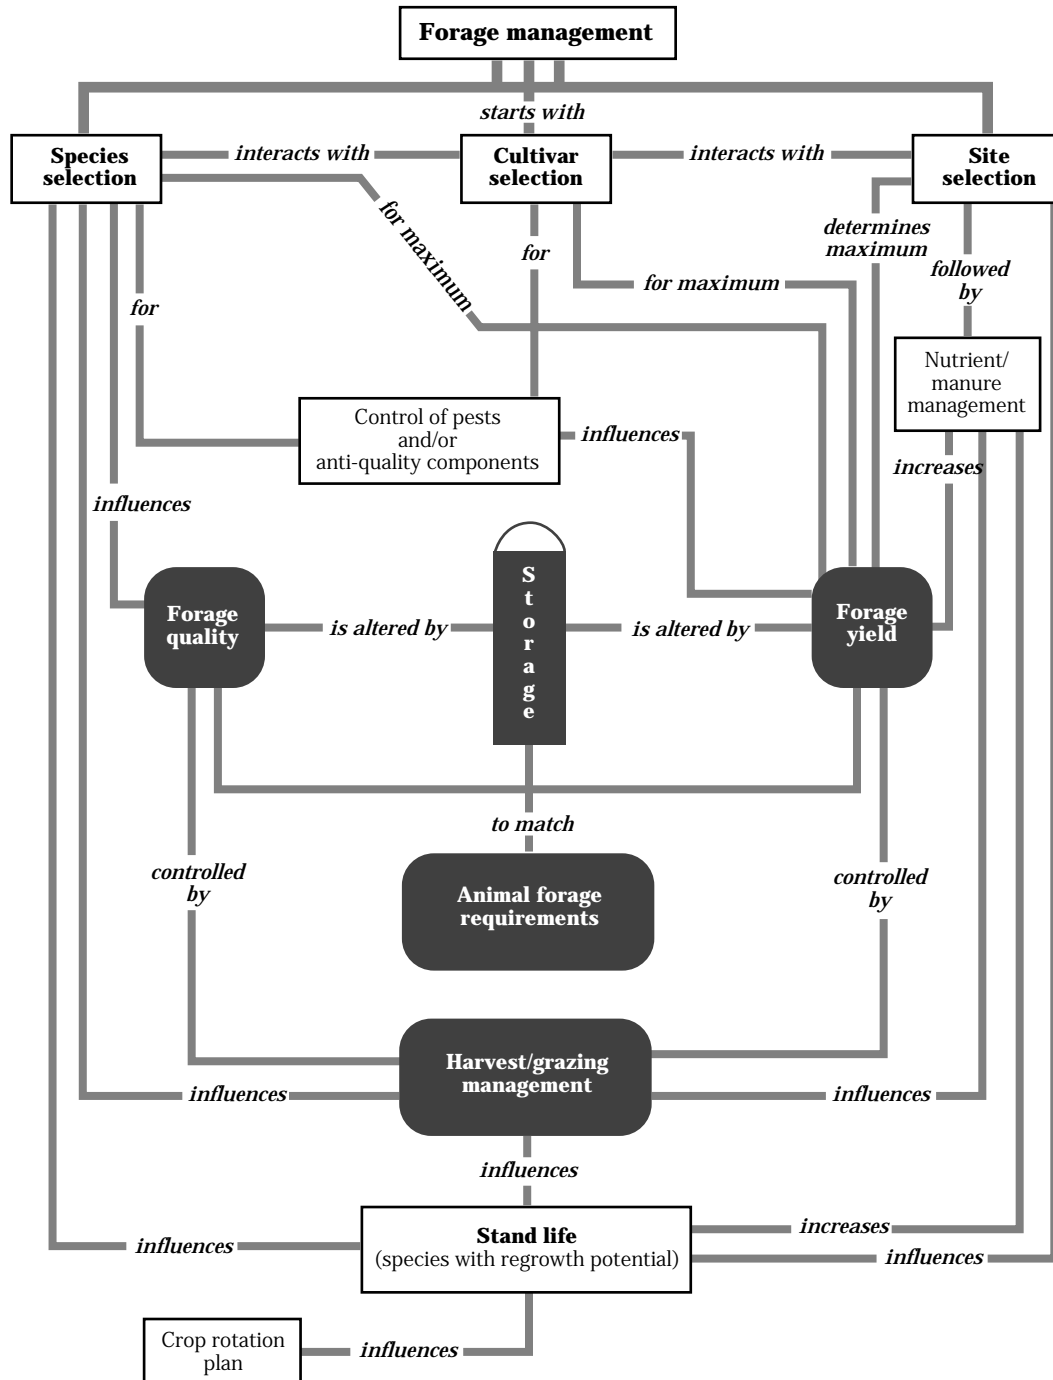 Forage management
starts with
Species
selection
interacts with
Cultivar
selection
interacts with
Site
selection
for maximum
for
for
for maximum
determines
maximum
followed
by
Nutrient/
manure
management
Control of pests
and/or
anti-quality components
influences
increases
influences
Storage
Forage
quality
is altered by
is altered by
Forage
yield
to match
controlled
by
Animal forage
requirements
controlled
by
Harvest/grazing
management
influences
influences
influences
Stand life
(species with regrowth potential)
increases
influences
influences
Crop rotation
plan
influences